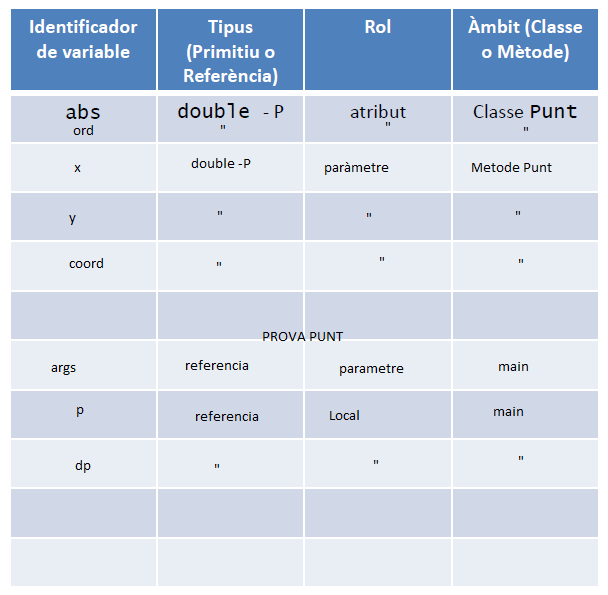 Identificador de variable Tipus (Primitiu o Referència) Rol Àmbit (Classe o Mètode)
abs double - P atribut Classe Punt
ord " " "
x double -P paràmetre Metode Punt
y " " "
coord " " "
PROVA PUNT
args referencia parametre main
p referencia Local main
dp " " "